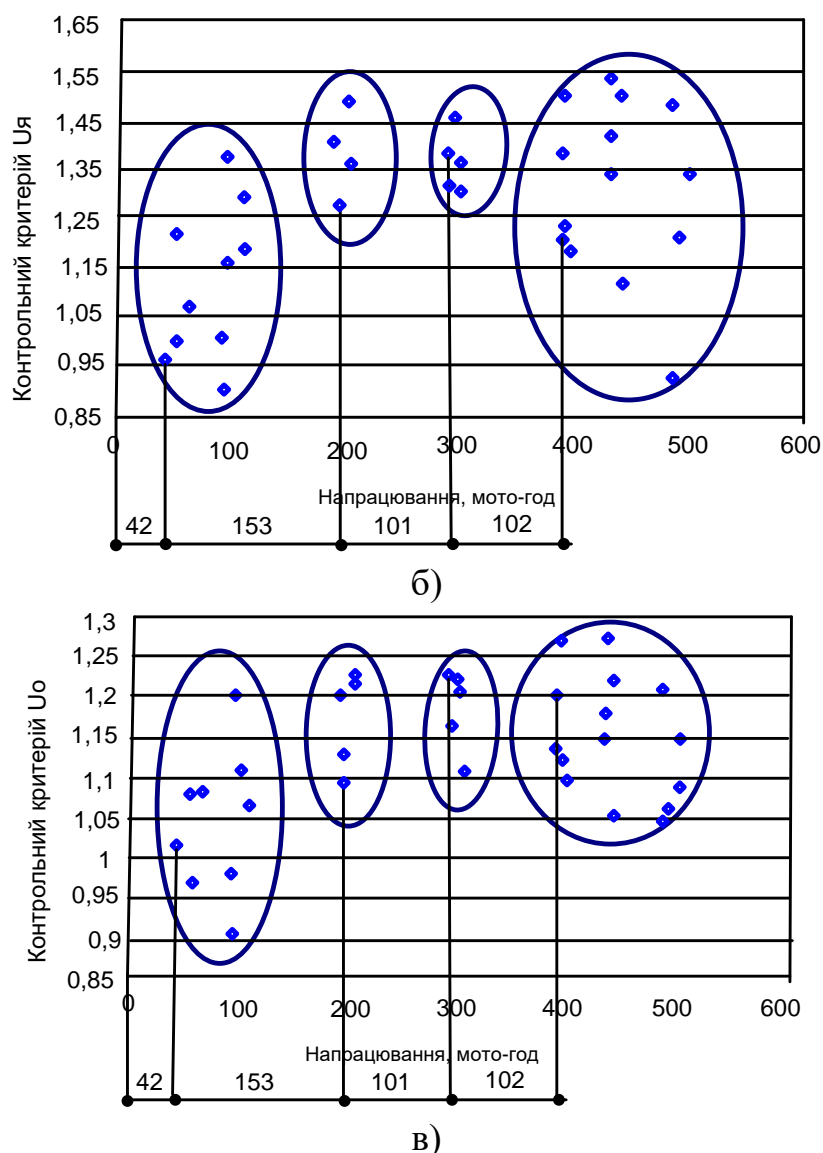 1,65
1,55
1,45
1,35
1,25
1,15
1,05
0,95
0,85
Контрольний критерій Uя
0 100 200 300 400 500 600
Напрацювання, мото-год
42 153 101 102
б)
1,3
1,25
1,2
1,15
1,1
1,05
1
0,95
0,9
0,85
Контрольний критерій Uо
0 100 200 300 400 500 600
Напрацювання, мото-год
42 153 101 102
в)